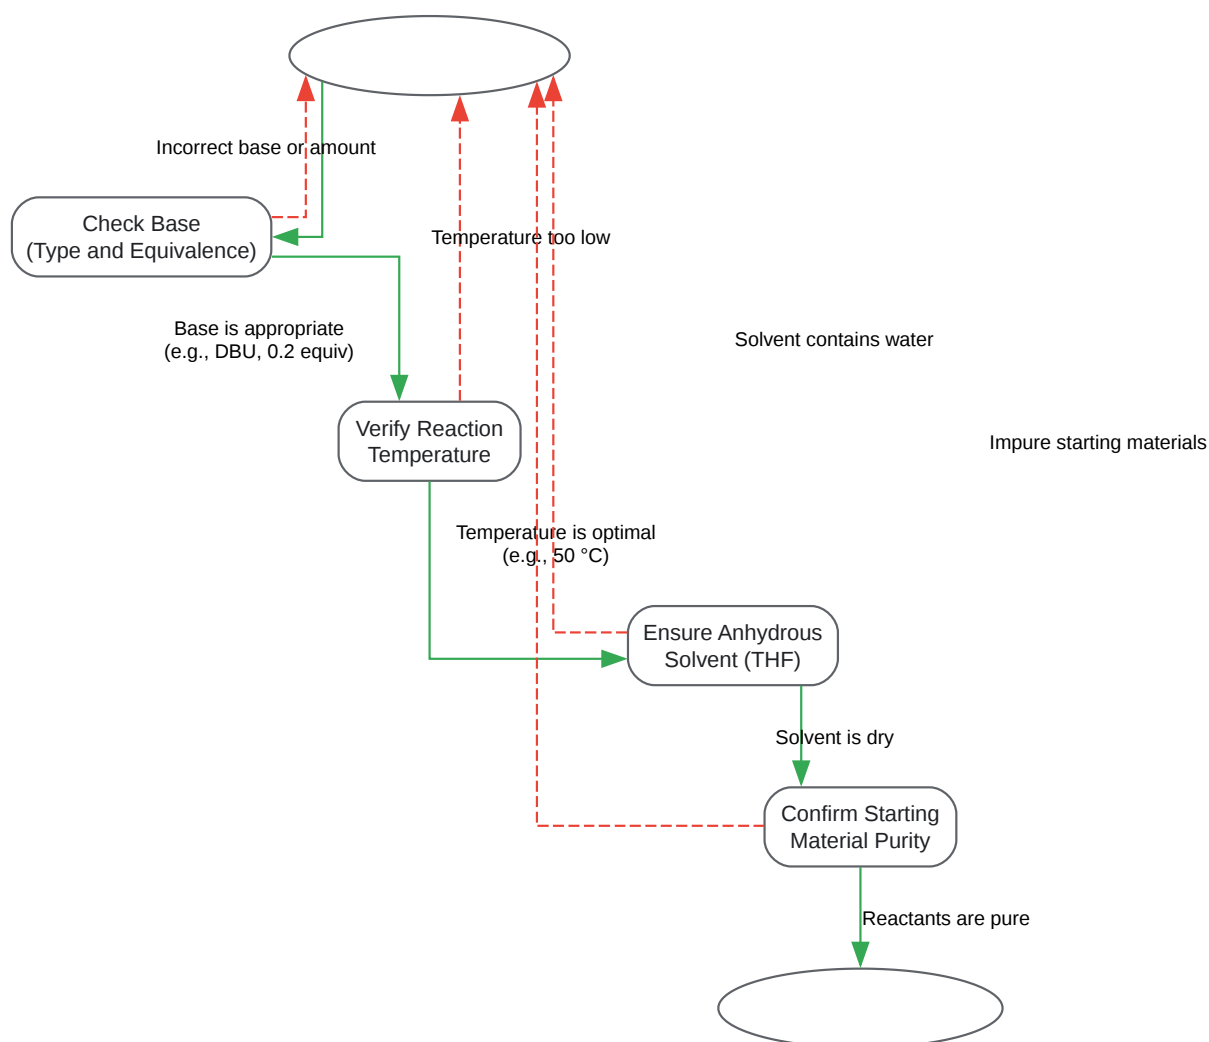 Incorrect base or amount
Check Base
(Type and Equivalence)
Temperature too low
Base is appropriate
(e.g., DBU, 0.2 equiv)
Solvent contains water
Verify Reaction
Temperature
Impure starting materials
Temperature is optimal
(e.g., 50 °C)
Ensure Anhydrous
Solvent (THF)
Solvent is dry
Confirm Starting
Material Purity
Reactants are pure